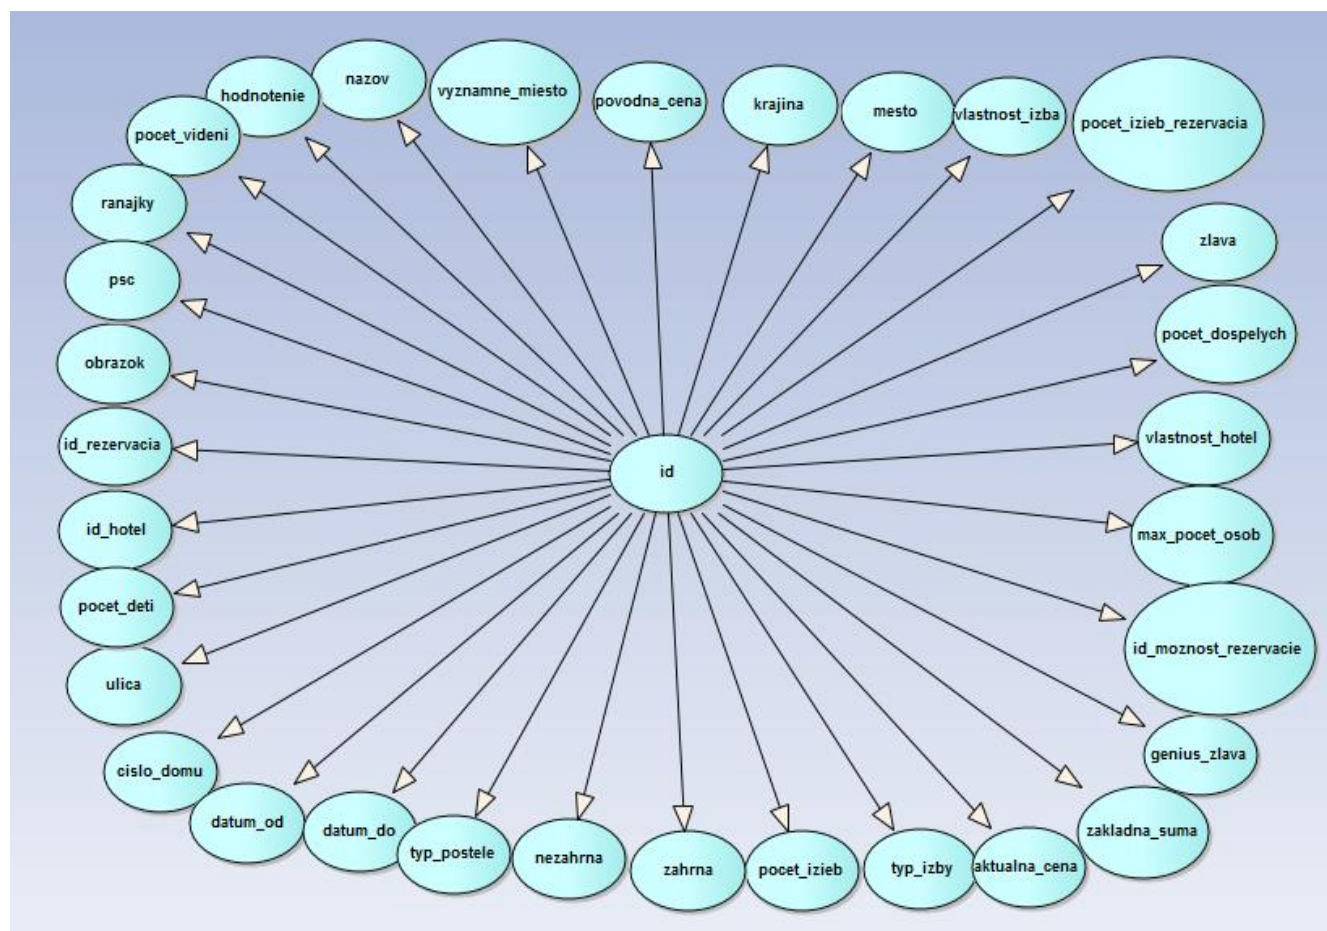 nazov
vyznamne_miesto
povodna_cena
krajina
mesto
vlastnost_izba
pocet_izieb_rezervacia
hodnotenie
pocet_videni
ranajky
zlava
psc
pocet_dospelych
obrazok
vlastnost_hotel
id_rezervacia
id
id_hotel
max_pocet_osob
pocet_deti
id_moznost_rezervacie
ulica
genius_zlava
cislo_domu
datum_od
datum_do
zakladna_suma
typ_postele
nezahrna
zahrna
pocet_izieb
typ_izby
aktualna_cena